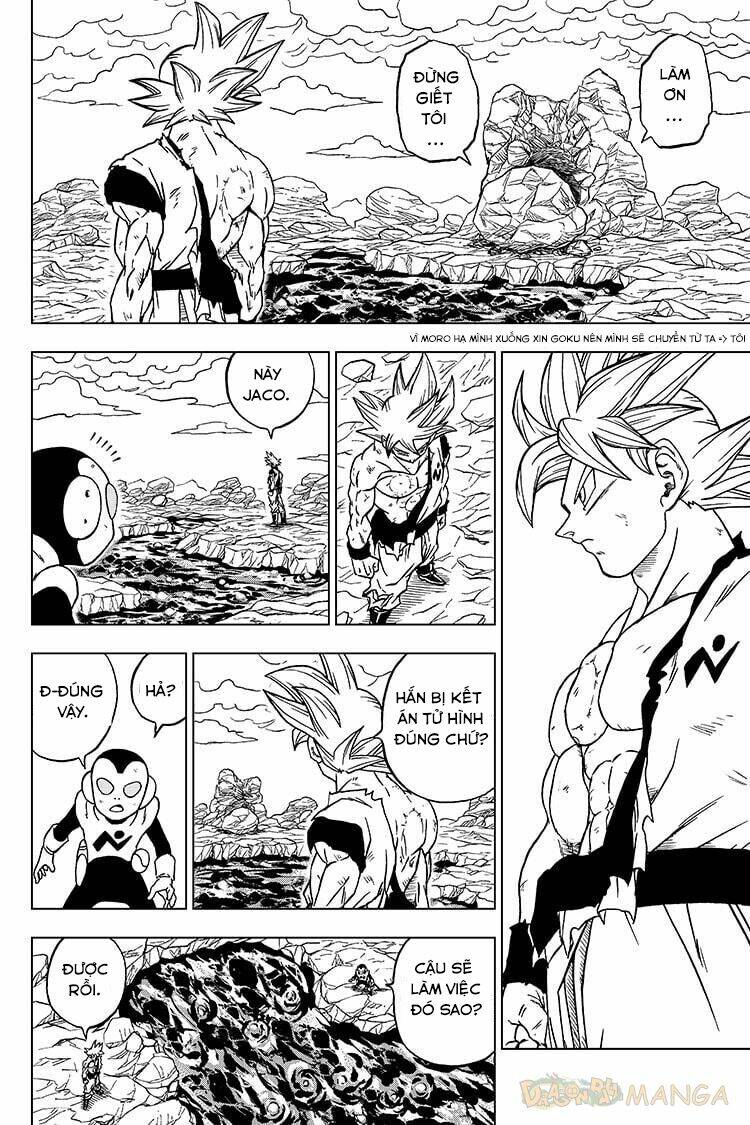 LÀM
ƠN
...
ĐỪNG
GIẾT
TÔI
...
VÌ MORO HẠ MÌNH XUỐNG XIN GOKU NÊN MÌNH SẼ CHUYỂN TỪ TA => TÔI
NÀY
JACO.
HẮN BỊ KẾT
ÁN TỬ HÌNH
ĐÚNG CHỨ?
HẢ?
Đ-ĐÚNG
VẬY.
CẬU SẼ
LÀM VIỆC
ĐÓ SAO?
ĐƯỢC
RỒI.
DRAGON BALL MANGA